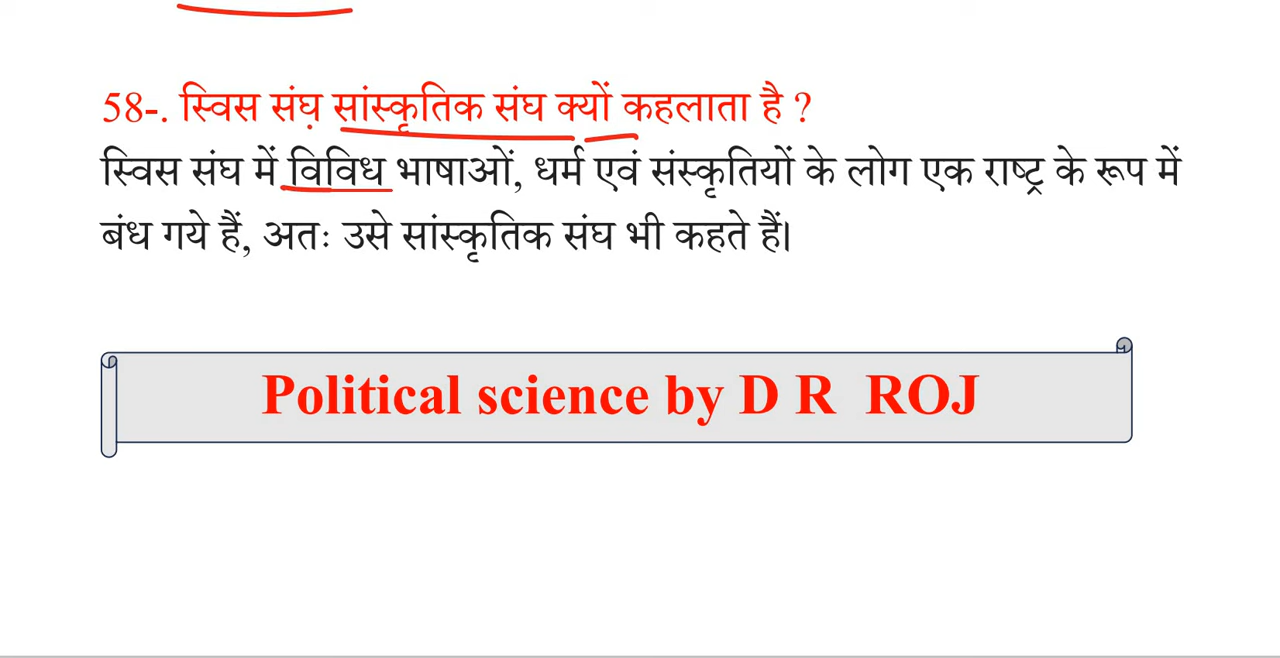 58-. स्विस संघ़ सांस्कृतिक संघ क्यों कहलाता है ?
स्विस संघ में विविध भाषाओं, धर्म एवं संस्कृतियों के लोग एक राष्ट्र के रूप में
बंध गये हैं, अतः उसे सांस्कृतिक संघ भी कहते हैं।
Political science by D R ROJ